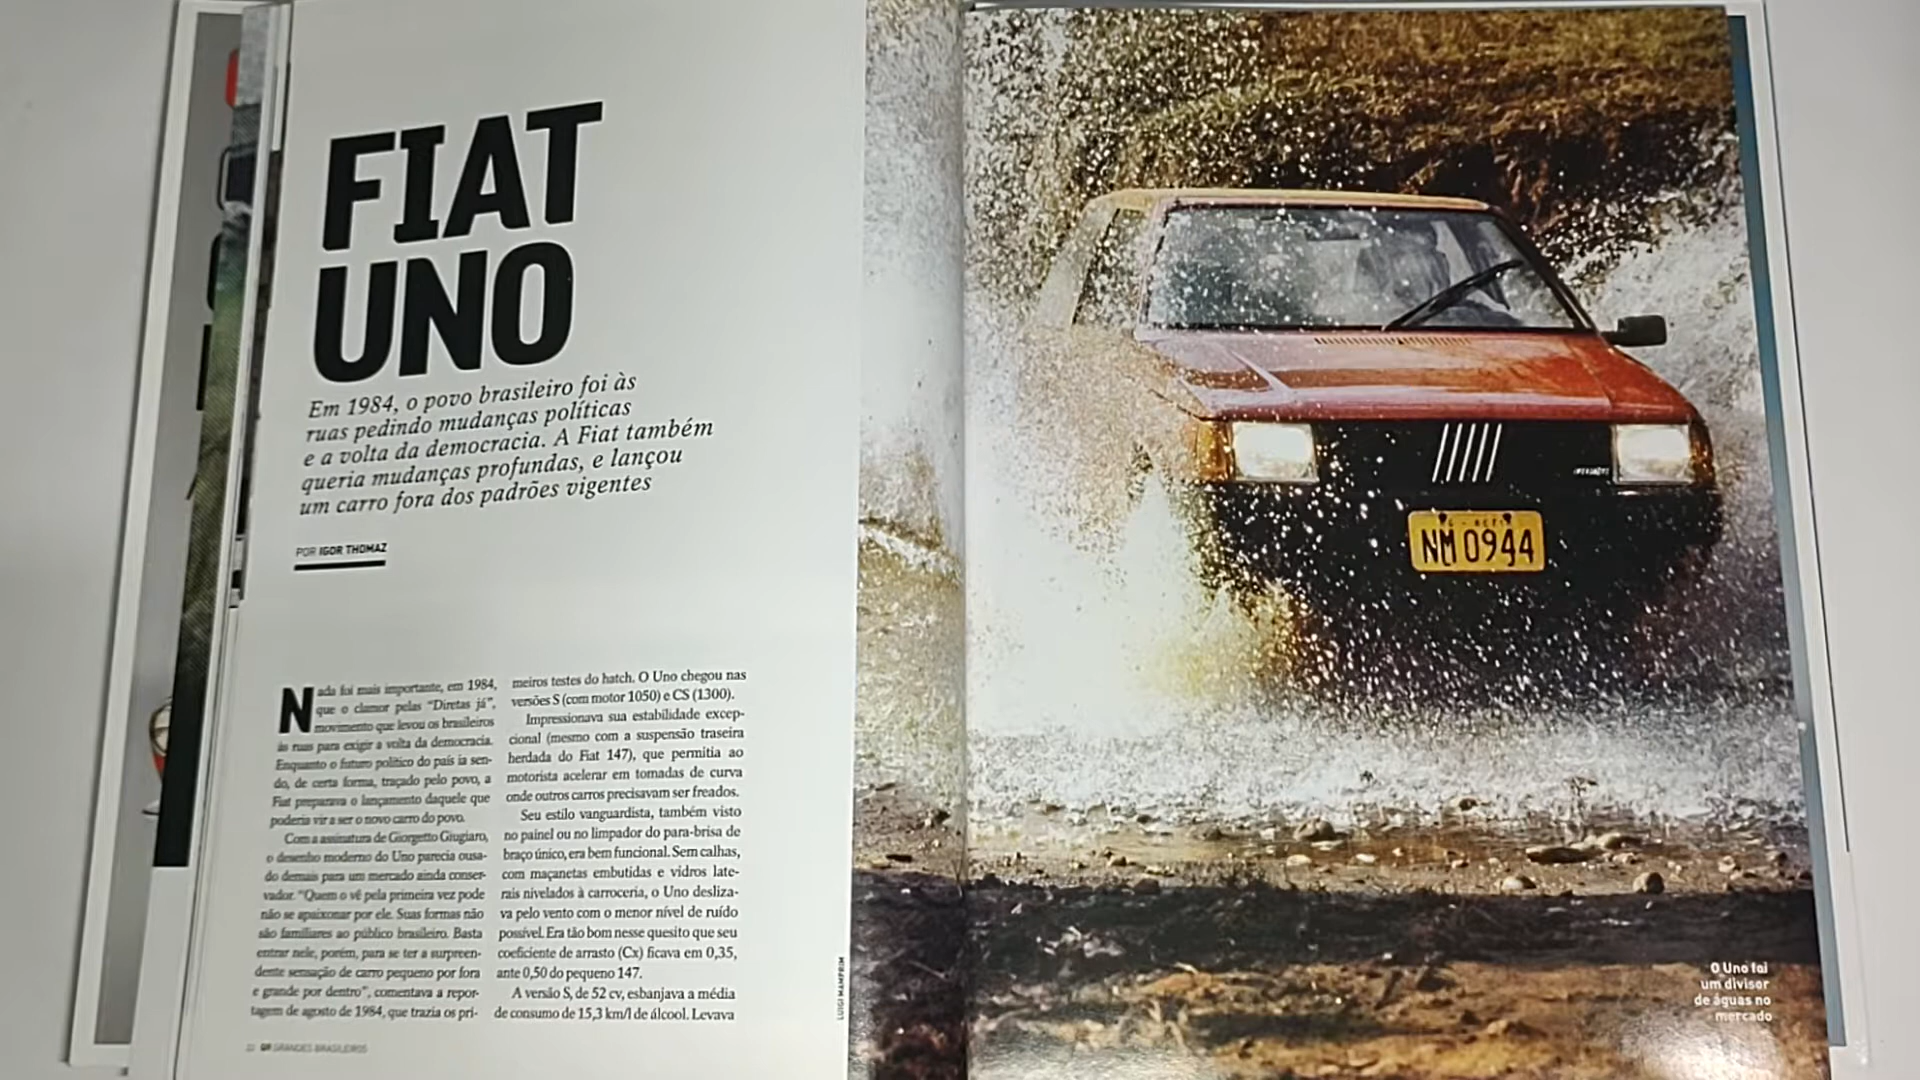 FIAT
UNO
Em 1984, o povo brasileiro foi às
ruas pedindo mudanças políticas
e a volta da democracia. A Fiat também
queria mudanças profundas, e lançou
um carro fora dos padrões vigentes
POR IGOR THOMAZ
Nada foi mais importante, em 1984,
que o clamor pelas "Diretas já",
movimento que levou os brasileiros
às ruas para exigir a volta da democracia.
Enquanto o futuro político do país ia sen-
do, de certa forma, traçado pelo povo, a
Fiat preparava o lançamento daquele que
poderia vir a ser o novo carro do povo.
Com a assinatura de Giorgetto Giugiaro,
o desenho moderno do Uno parecia ousa-
do demais para um mercado ainda conser-
vador. "Quem o vê pela primeira vez pode
não se apaixonar por ele. Suas formas não
são familiares ao público brasileiro. Basta
entrar nele, porém, para se ter a surpreen-
dente sensação de carro pequeno por fora
e grande por dentro", comentava a repor-
tagem de agosto de 1984, que trazia os pri-
meiros testes do hatch. O Uno chegou nas
versões S (com motor 1050) e CS (1300).
Impressionava sua estabilidade excep-
cional (mesmo com a suspensão traseira
herdada do Fiat 147), que permitia ao
motorista acelerar em tomadas de curva
onde outros carros precisavam ser freados.
Seu estilo vanguardista, também visto
no painel ou no limpador do para-brisa de
braço único, era bem funcional. Sem calhas,
com maçanetas embutidas e vidros late-
rais nivelados à carroceria, o Uno desliza-
va pelo vento com o menor nível de ruído
possível. Era tão bom nesse quesito que seu
coeficiente de arrasto (Cx) ficava em 0,35,
ante 0,50 do pequeno 147.
A versão S, de 52 cv, esbanjava a média
de consumo de 15,3 km/l de álcool. Levava
GRANDES BRASILEIROS
LUIGI MAMPRIM
NM 0944
O Uno foi
um divisor
de águas no
mercado